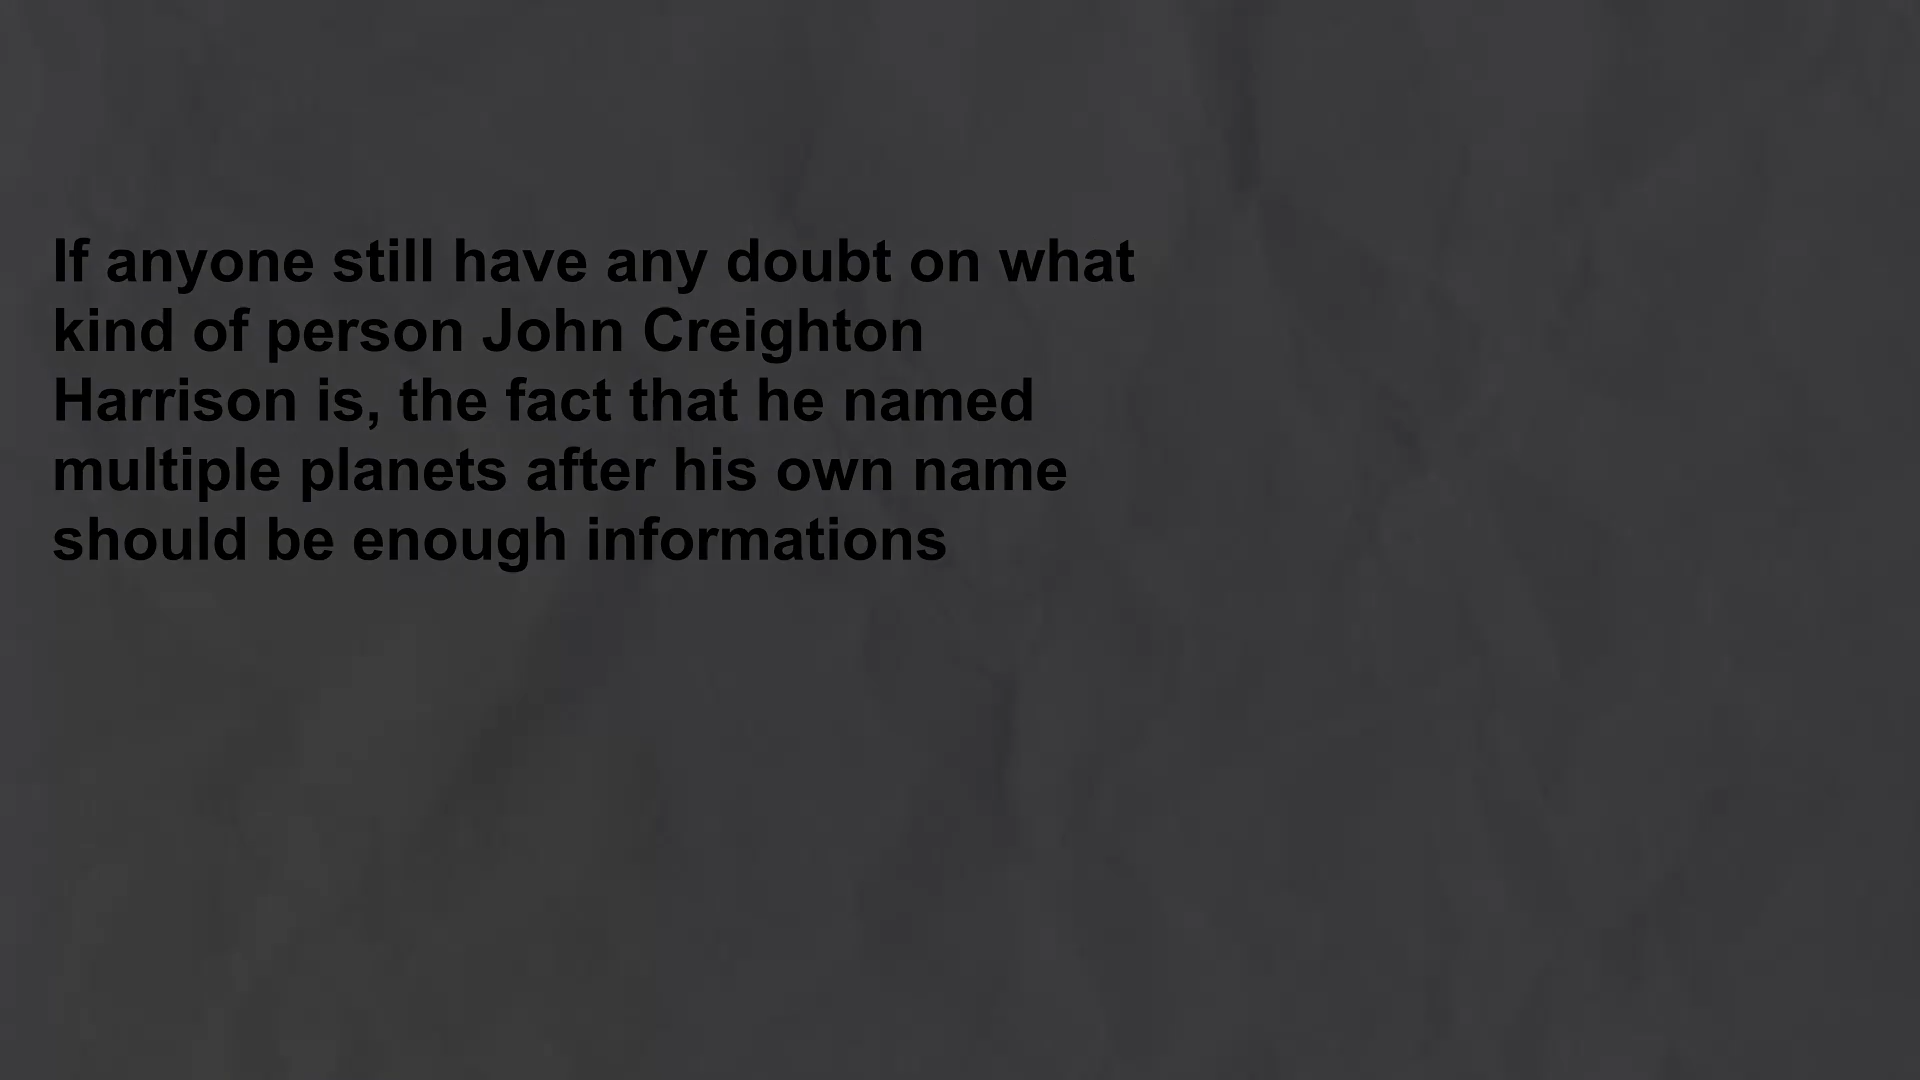 If anyone still have any doubt on what
kind of person John Creighton
Harrison is, the fact that he named
multiple planets after his own name
should be enough informations